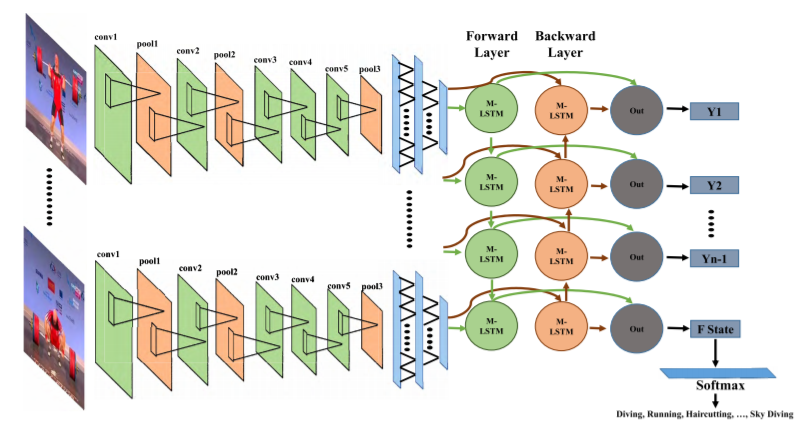 Forward Layer
Backward Layer
conv1
pool1
conv2
pool2
conv3
conv4
conv5
pool3
M-LSTM
M-LSTM
Out
Y1
M-LSTM
M-LSTM
Out
Y2
M-LSTM
M-LSTM
Out
Yn-1
conv1
pool1
conv2
pool2
conv3
conv4
conv5
pool3
M-LSTM
M-LSTM
Out
F State
Softmax
Diving, Running, Haircutting, ..., Sky Diving